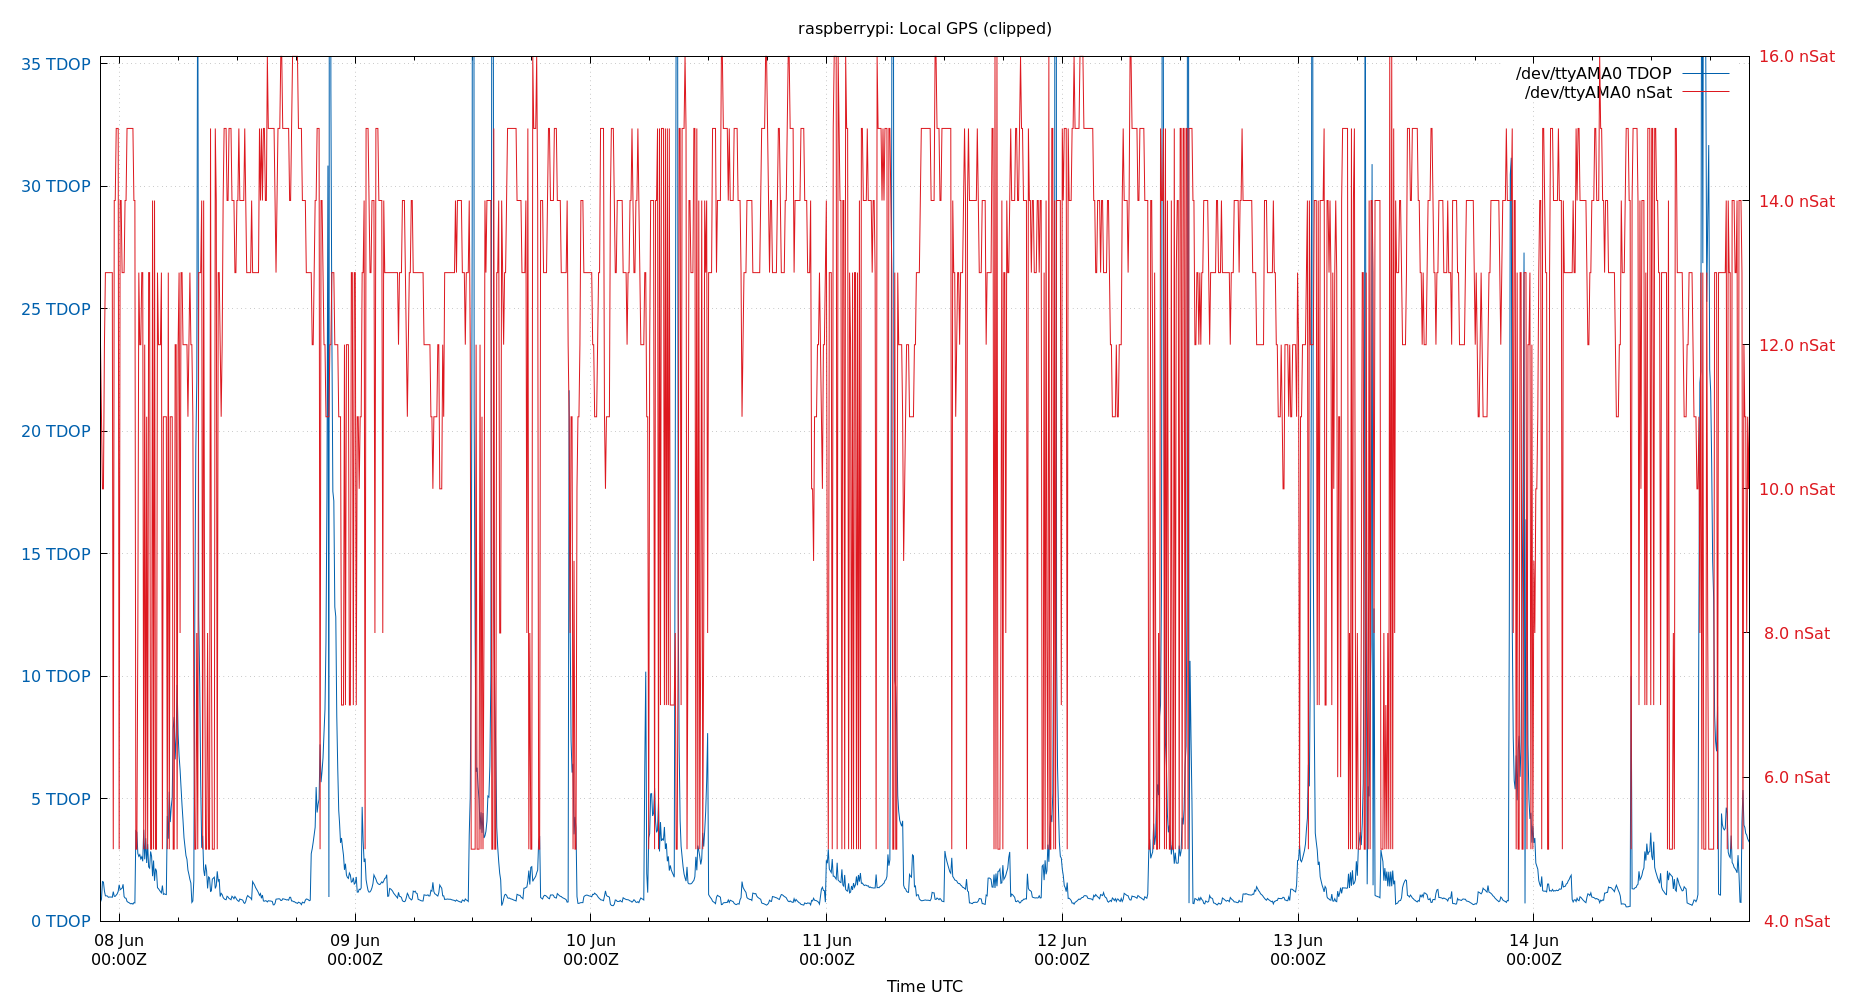 raspberrypi: Local GPS (clipped)
35 TDOP
30 TDOP
25 TDOP
20 TDOP
15 TDOP
10 TDOP
5 TDOP
0 TDOP
16.0 nSat
14.0 nSat
12.0 nSat
10.0 nSat
8.0 nSat
6.0 nSat
4.0 nSat
/dev/ttyAMA0 TDOP
/dev/ttyAMA0 nSat
08 Jun
00:00Z
09 Jun
00:00Z
10 Jun
00:00Z
11 Jun
00:00Z
12 Jun
00:00Z
13 Jun
00:00Z
14 Jun
00:00Z
Time UTC